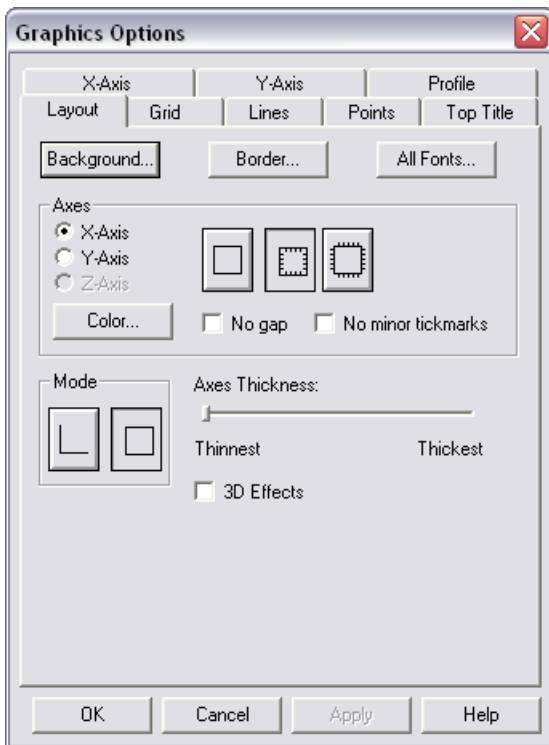 Graphics Options
X-Axis Y-Axis Profile
Layout Grid Lines Points Top Title
Background... Border... All Fonts...
Axes
X-Axis
Y-Axis
Z-Axis
Color... No gap No minor tickmarks
Mode Axes Thickness:
Thinnest Thickest
3D Effects
OK Cancel Apply Help